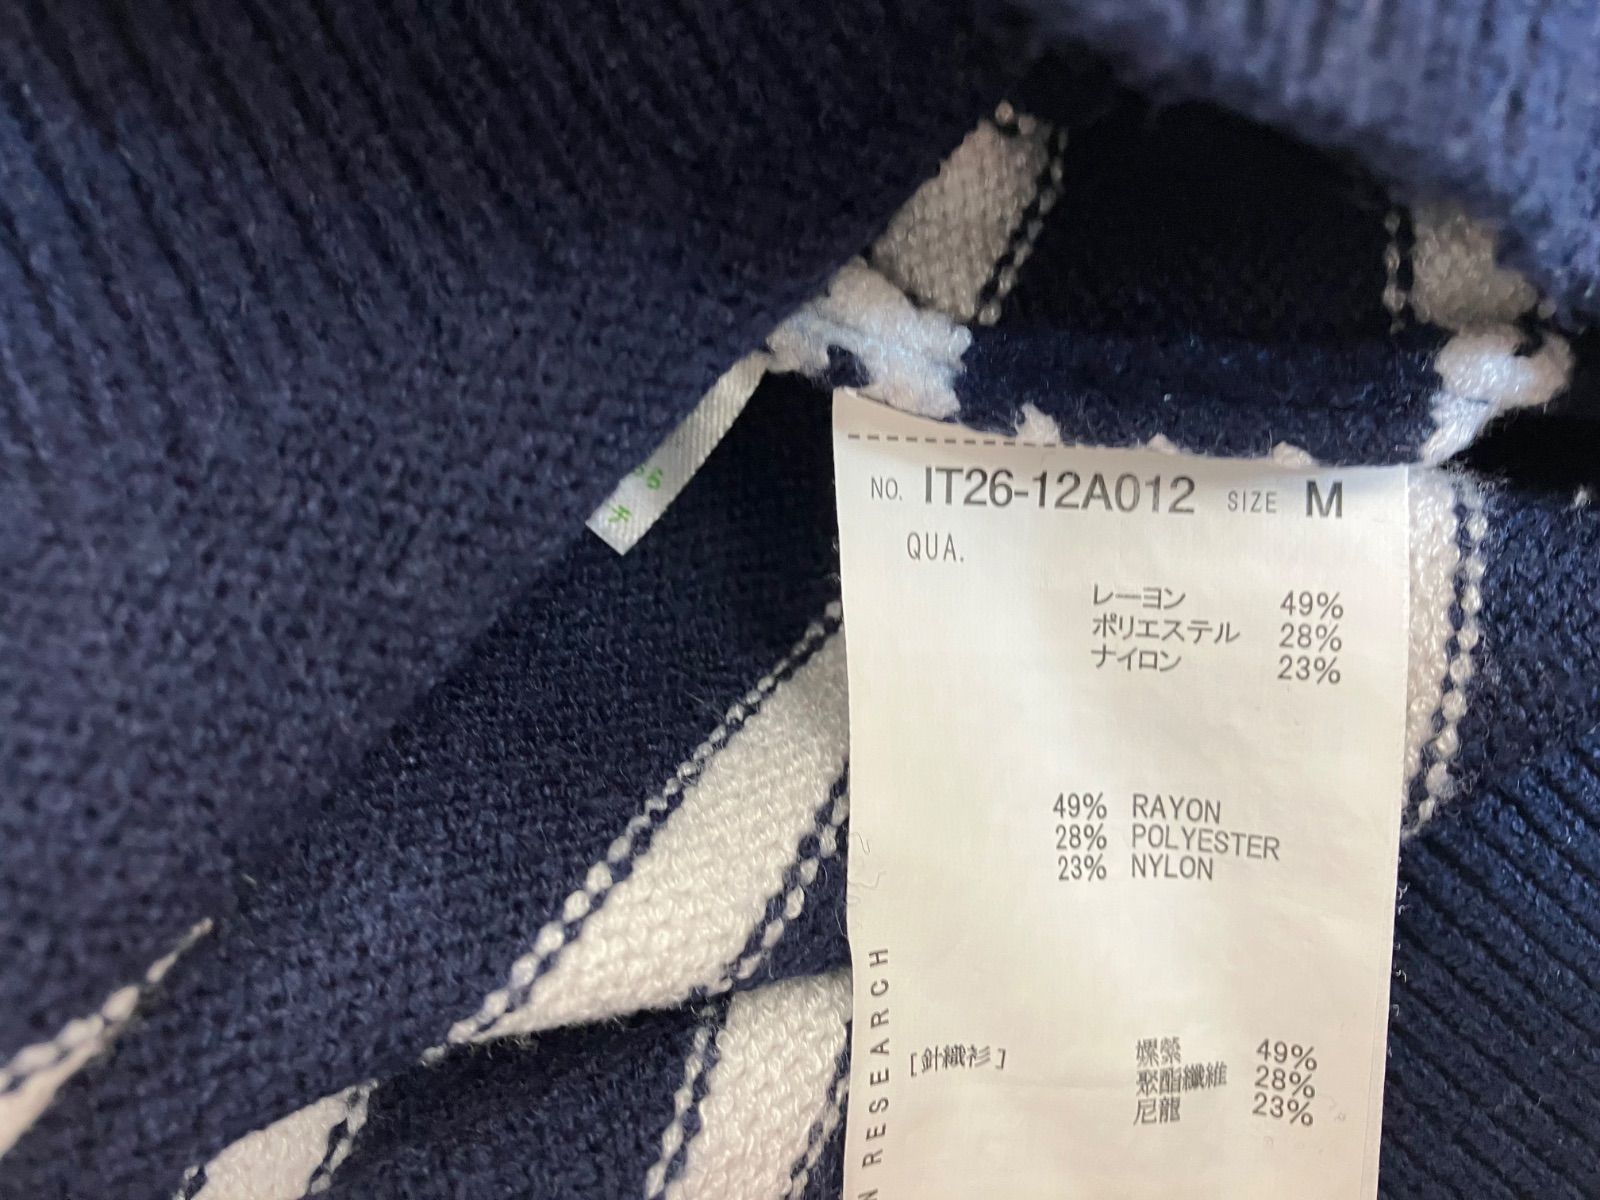 NO. IT26-12A012 SIZE M
QUA.
レーヨン 49%
ポリエステル 28%
ナイロン 23%
49% RAYON
28% POLYESTER
23% NYLON
[針織衫] 嫘縈 49%
聚酯纖維 28%
尼龍 23%
N RESEARCH